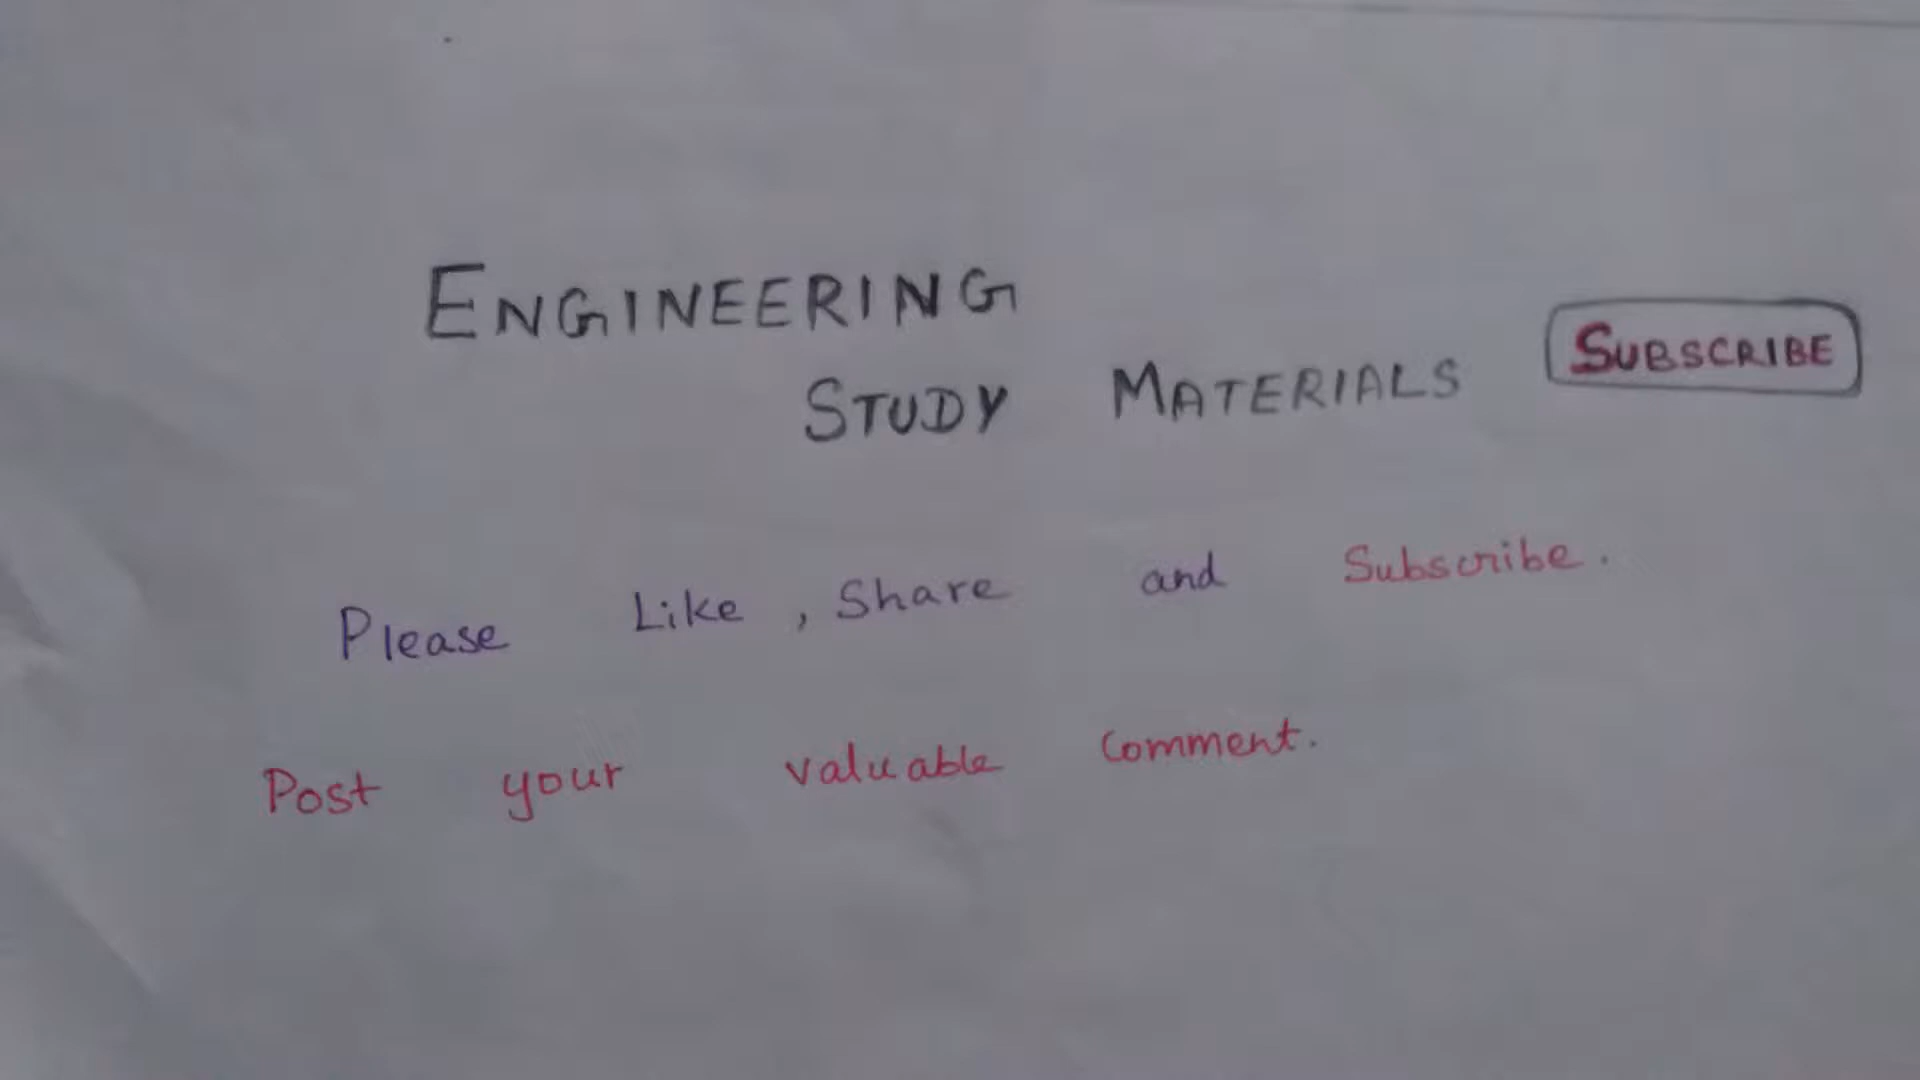 ENGINEERING
STUDY MATERIALS
SUBSCRIBE
Please Like, Share and Subscribe.
Post your valuable comment.